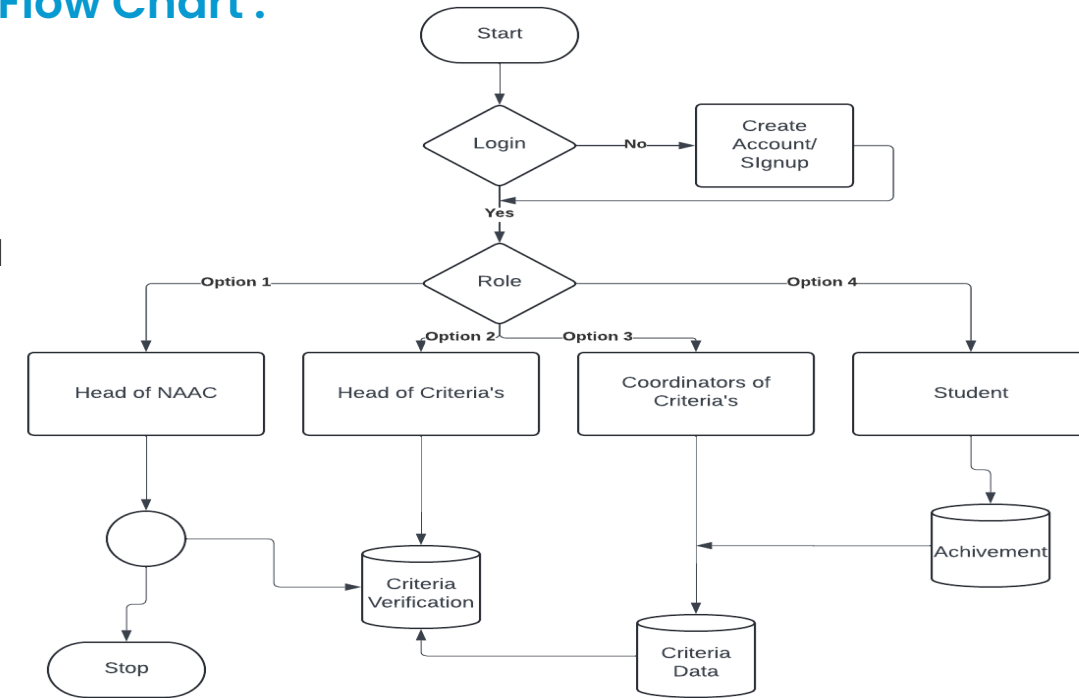 Flow Chart :
Start
Login
No
Create
Account/
SIgnup
Yes
Role
Option 1
Option 4
Option 2
Option 3
Head of NAAC
Head of Criteria's
Coordinators of
Criteria's
Student
Achivement
Criteria
Verification
Criteria
Data
Stop